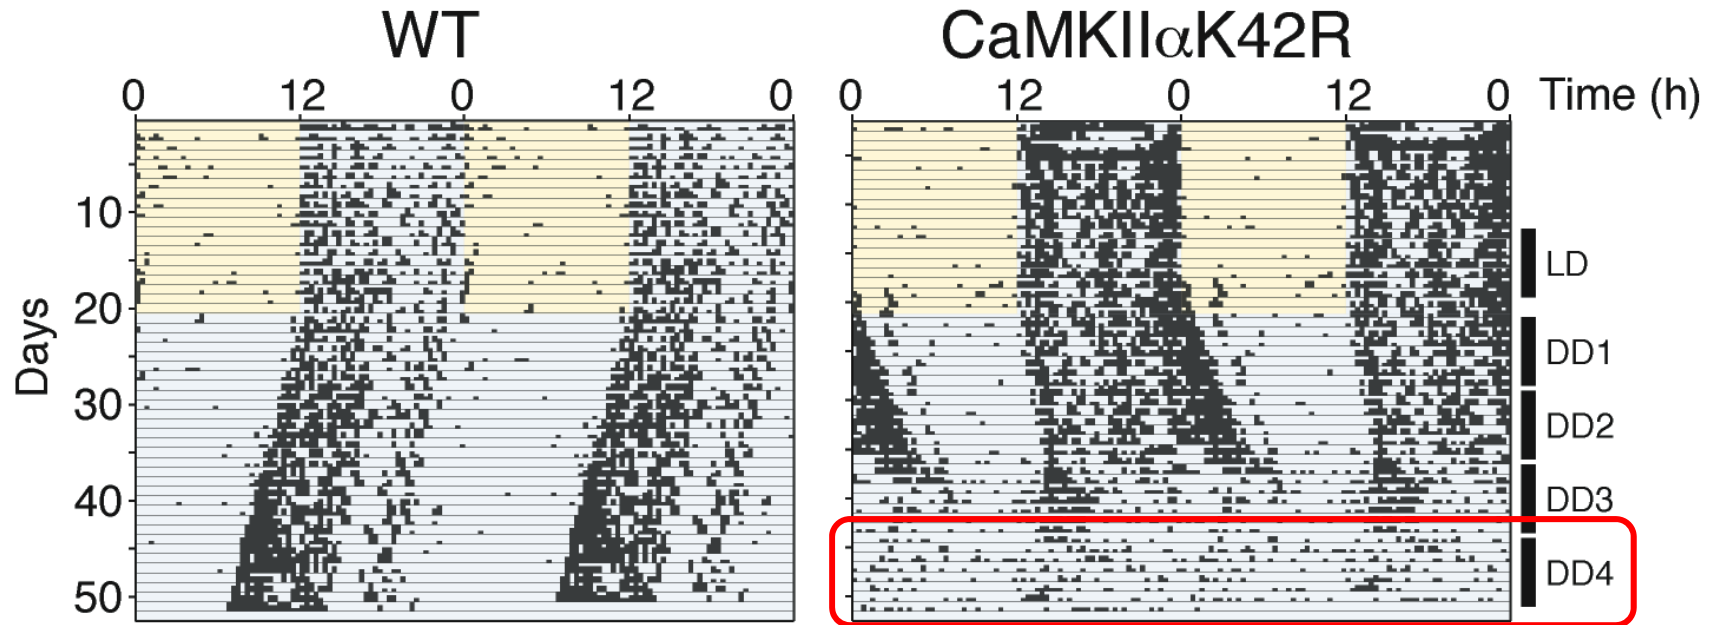 WT CaMKIIαK42R
0 12 0 12 0 0 12 0 12 0 Time (h)
Days
10
20
30
40
50
LD
DD1
DD2
DD3
DD4